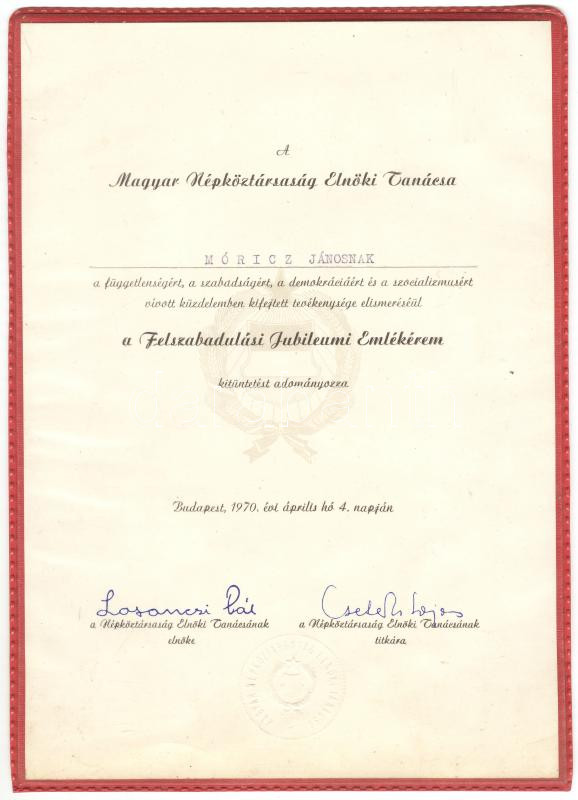 A
Magyar Népköztársaság Elnöki Tanácsa
MÓRICZ JÁNOSNAK
a függetlenségért, a szabadságért, a demokráciáért és a szocializmusért
vívott küzdelemben kifejtett tevékenysége elismeréséül
a Felszabadulási Jubileumi Emlékérem
kitüntetést adományozza
Budapest, 1970. évi április hó 4. napján
Losonczi Pál Cseterki Lajos
a Népköztársaság Elnöki Tanácsának a Népköztársaság Elnöki Tanácsának
elnöke titkára